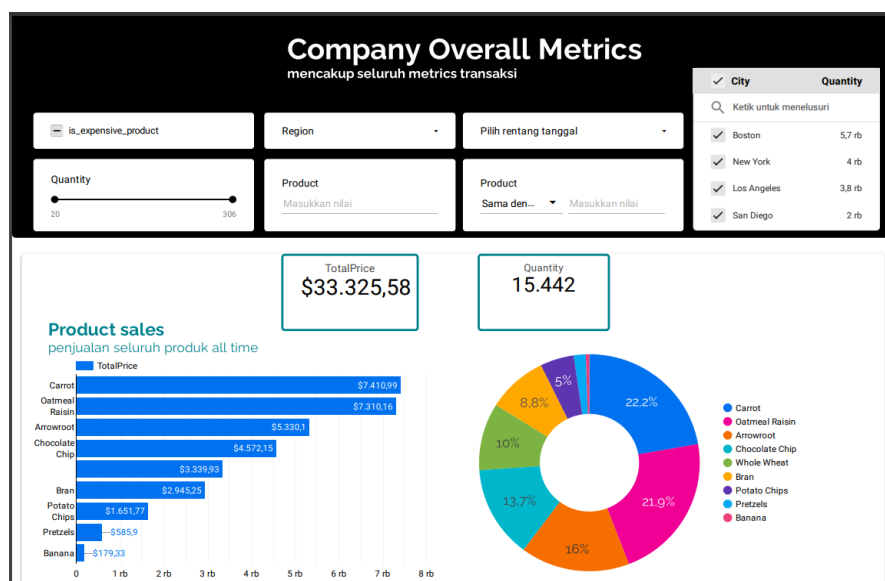 Company Overall Metrics
mencakup seluruh metrics transaksi
City Quantity
Ketik untuk menelusuri
Boston 5,7 rb
New York 4 rb
Los Angeles 3,8 rb
San Diego 2 rb
is_expensive_product
Region
Pilih rentang tanggal
Quantity
20 306
Product
Masukkan nilai
Product
Sama den... Masukkan nilai
TotalPrice
$33.325,58
Quantity
15.442
Product sales
penjualan seluruh produk all time
TotalPrice
Carrot $7.410,99
Oatmeal
Raisin $7.310,16
Arrowroot $5.330,1
Chocolate
Chip $4.572,15
$3.339,93
Bran $2.945,25
Potato
Chips $1.651,77
Pretzels $585,9
Banana $179,33
0 1 rb 2 rb 3 rb 4 rb 5 rb 6 rb 7 rb 8 rb
22,2%
21,9%
16%
13,7%
10%
8,8%
5%
Carrot
Oatmeal Raisin
Arrowroot
Chocolate Chip
Whole Wheat
Bran
Potato Chips
Pretzels
Banana